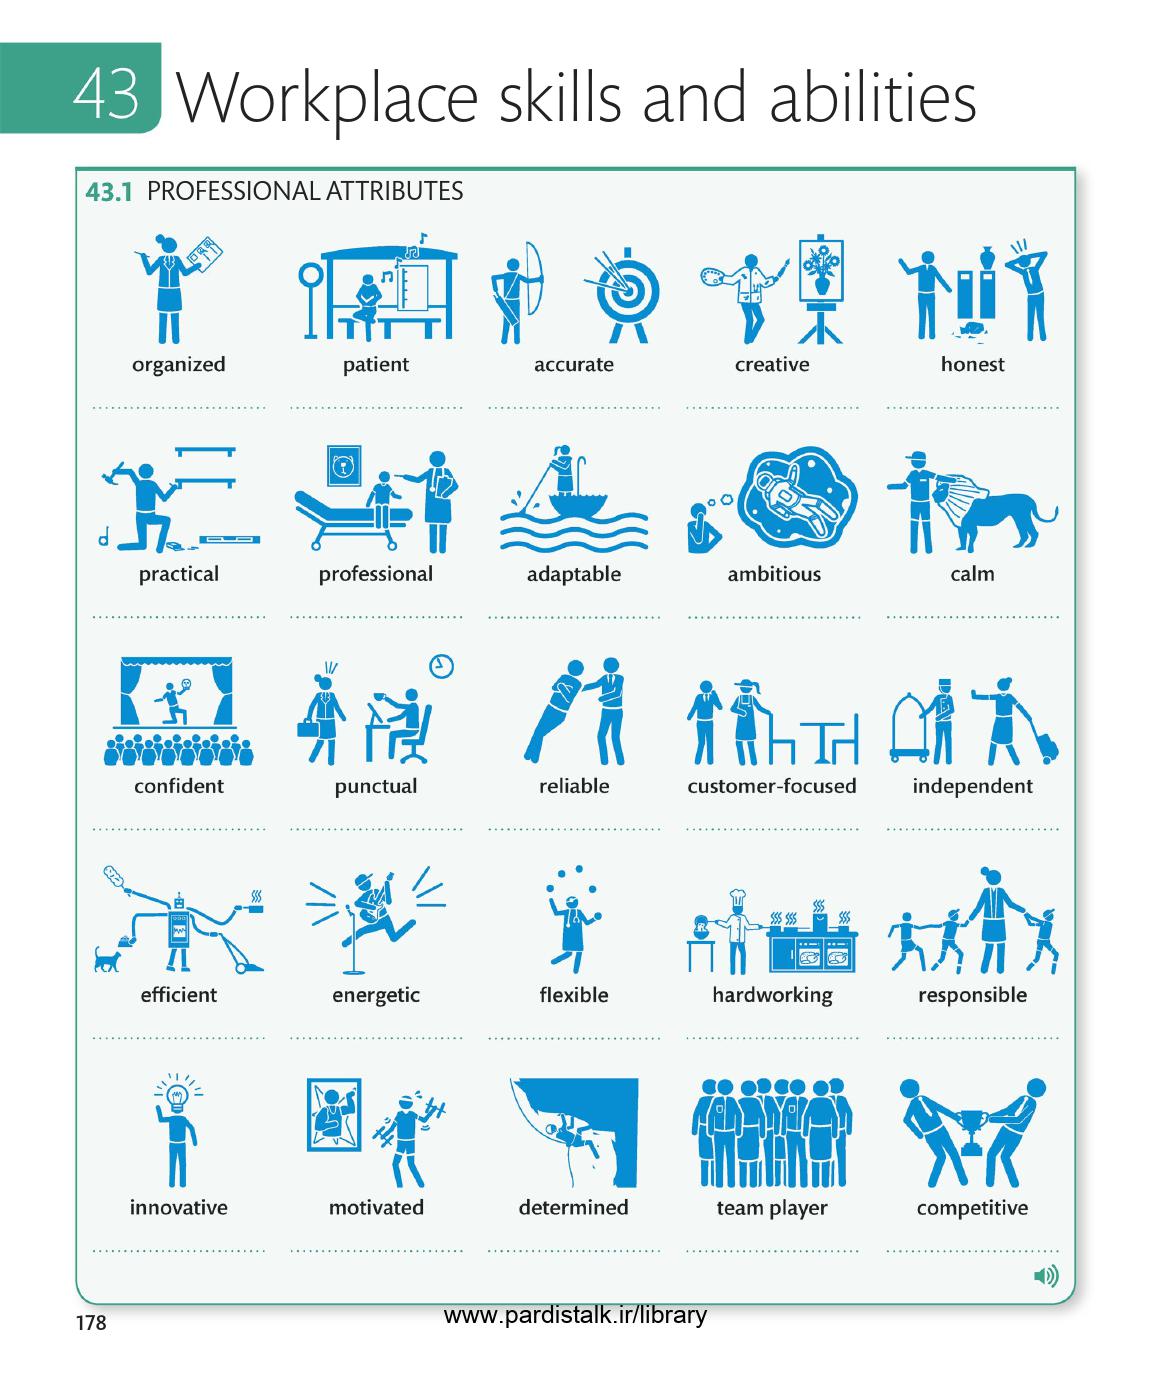 43 Workplace skills and abilities
43.1 PROFESSIONAL ATTRIBUTES
organized patient accurate creative honest
practical professional adaptable ambitious calm
confident punctual reliable customer-focused independent
efficient energetic flexible hardworking responsible
innovative motivated determined team player competitive
178
www.pardistalk.ir/library